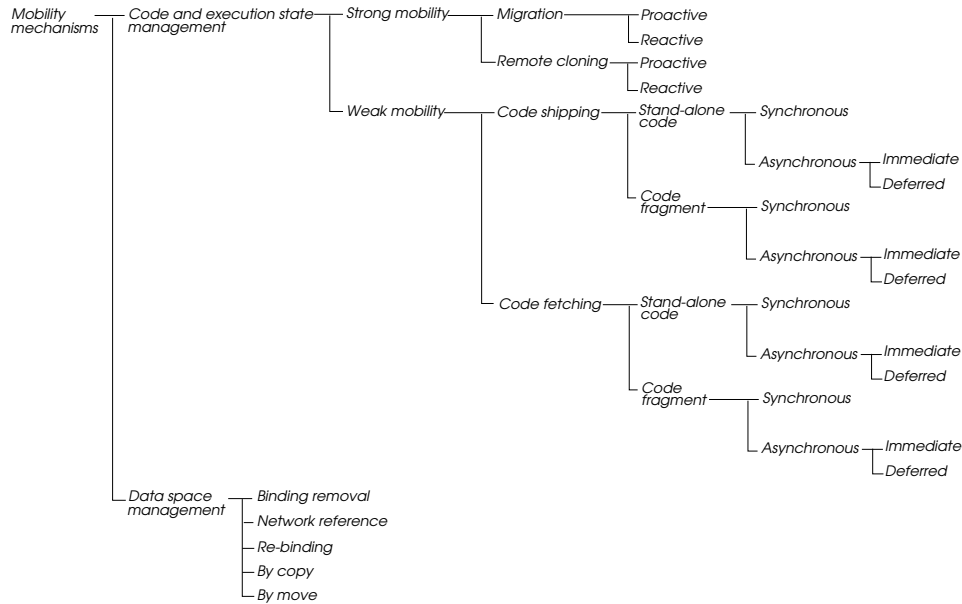 Mobility
mechanisms
Code and execution state
management
Strong mobility
Migration
Proactive
Reactive
Remote cloning
Proactive
Reactive
Weak mobility
Code shipping
Stand-alone
code
Synchronous
Asynchronous
Immediate
Deferred
Code
fragment
Synchronous
Asynchronous
Immediate
Deferred
Code fetching
Stand-alone
code
Synchronous
Asynchronous
Immediate
Deferred
Code
fragment
Synchronous
Asynchronous
Immediate
Deferred
Data space
management
Binding removal
Network reference
Re-binding
By copy
By move